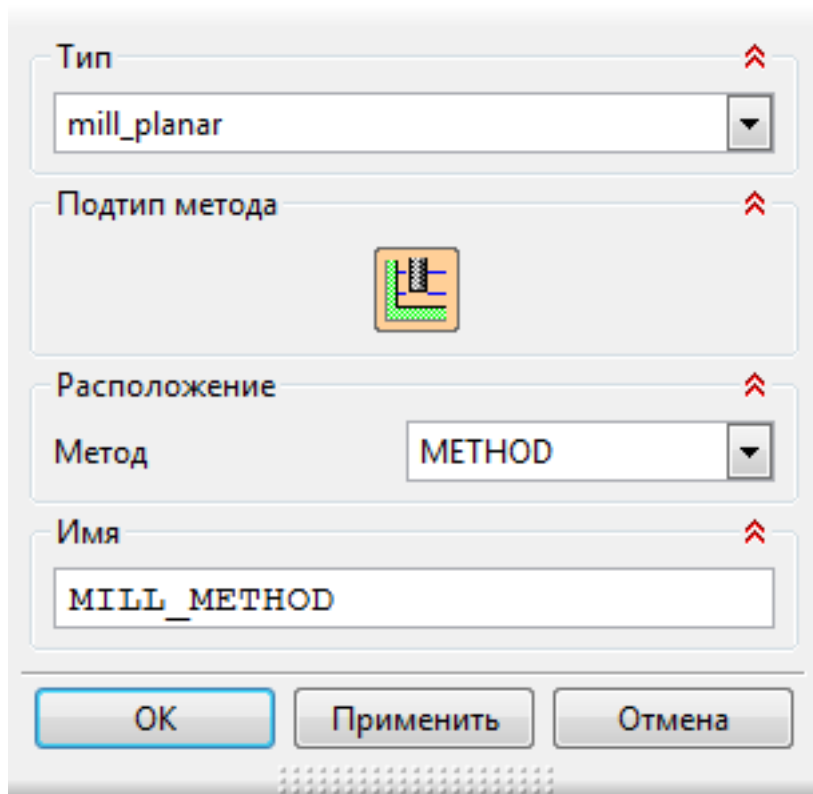 Тип
mill_planar
Подтип метода
Расположение
Метод METHOD
Имя
MILL_METHOD
OK Применить Отмена